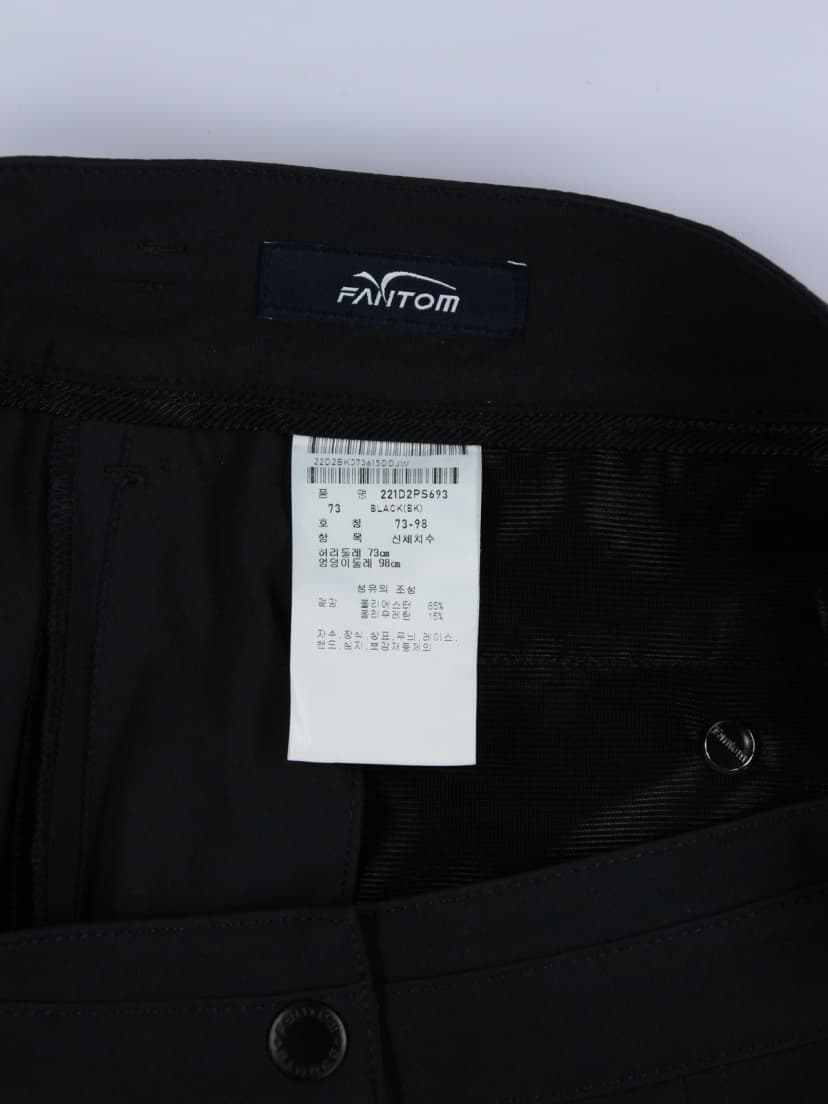 FANTOM
22D2BK073615DDJW
품 명 221D2PS693
73 BLACK(BK)
호 칭 73-98
항 목 신체치수
허리둘레 73cm
엉덩이둘레 98cm
섬유의 조성
겉감 폴리에스터 85%
폴리우레탄 15%
자수.장식.상표.무늬.레이스.
밴드.심지.보강재등제외